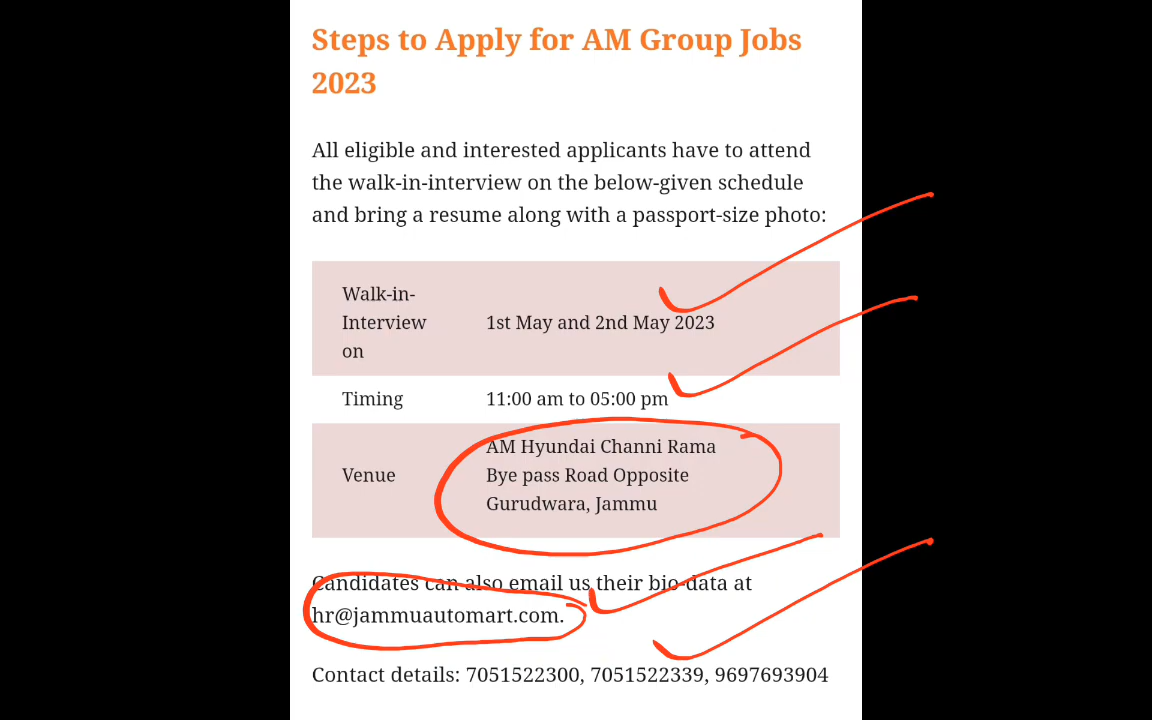 Steps to Apply for AM Group Jobs
2023
All eligible and interested applicants have to attend
the walk-in-interview on the below-given schedule
and bring a resume along with a passport-size photo:
Walk-in-
Interview
on
1st May and 2nd May 2023
Timing
11:00 am to 05:00 pm
Venue
AM Hyundai Channi Rama
Bye pass Road Opposite
Gurudwara, Jammu
Candidates can also email us their bio-data at
hr@jammuautomart.com.
Contact details: 7051522300, 7051522339, 9697693904